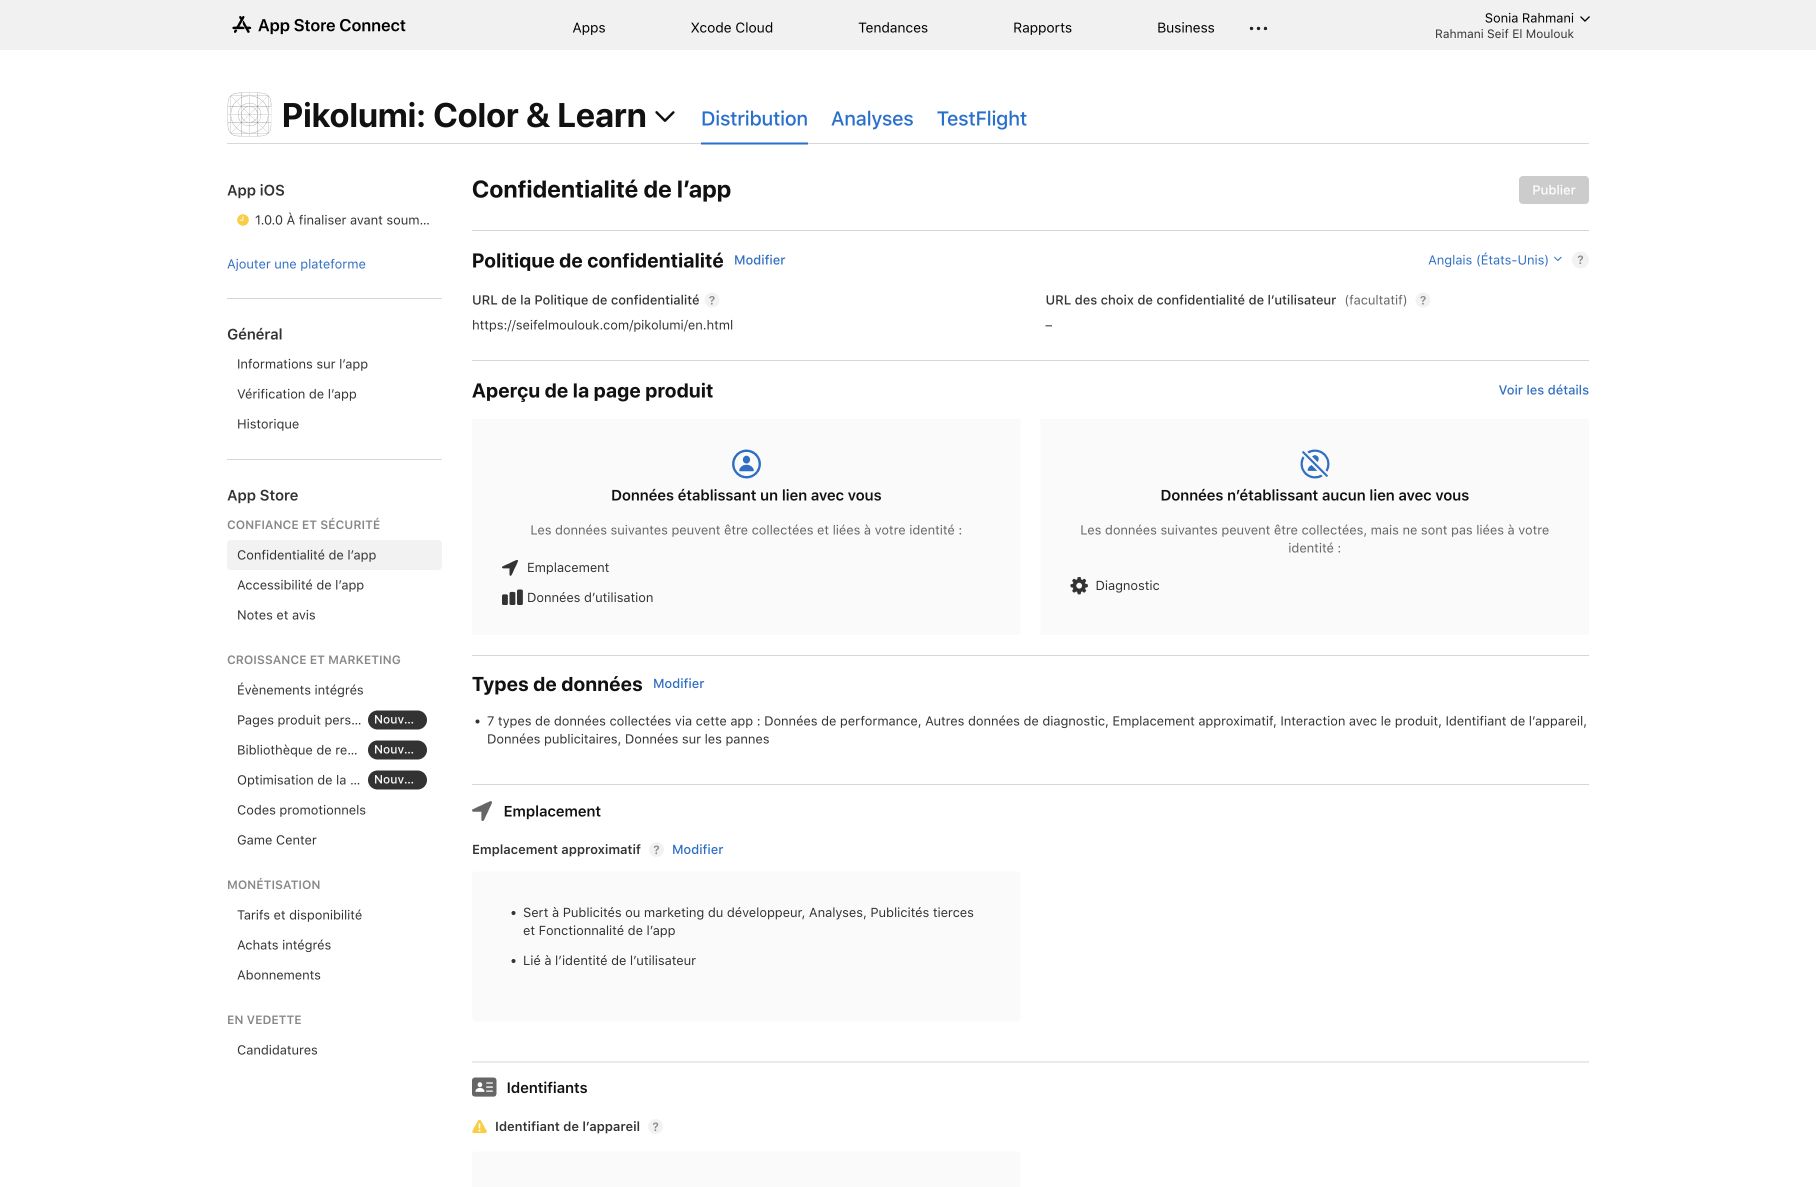 App Store Connect
Apps
Xcode Cloud
Tendances
Rapports
Business
Sonia Rahmani
Rahmani Seif El Moulouk
Pikolumi: Color & Learn
Distribution
Analyses
TestFlight
App iOS
1.0.0 À finaliser avant soum...
Ajouter une plateforme
Général
Informations sur l’app
Vérification de l’app
Historique
App Store
CONFIANCE ET SÉCURITÉ
Confidentialité de l’app
Accessibilité de l’app
Notes et avis
CROISSANCE ET MARKETING
Évènements intégrés
Pages produit pers... Nouv...
Bibliothèque de re... Nouv...
Optimisation de la ... Nouv...
Codes promotionnels
Game Center
MONÉTISATION
Tarifs et disponibilité
Achats intégrés
Abonnements
EN VEDETTE
Candidatures
Confidentialité de l’app
Publier
Politique de confidentialité Modifier
Anglais (États-Unis) ?
URL de la Politique de confidentialité ?
https://seifelmoulouk.com/pikolumi/en.html
URL des choix de confidentialité de l’utilisateur (facultatif) ?
–
Aperçu de la page produit
Voir les détails
Données établissant un lien avec vous
Les données suivantes peuvent être collectées et liées à votre identité :
Emplacement
Données d’utilisation
Données n’établissant aucun lien avec vous
Les données suivantes peuvent être collectées, mais ne sont pas liées à votre
identité :
Diagnostic
Types de données Modifier
• 7 types de données collectées via cette app : Données de performance, Autres données de diagnostic, Emplacement approximatif, Interaction avec le produit, Identifiant de l’appareil,
Données publicitaires, Données sur les pannes
Emplacement
Emplacement approximatif ? Modifier
• Sert à Publicités ou marketing du développeur, Analyses, Publicités tierces
et Fonctionnalité de l’app
• Lié à l’identité de l’utilisateur
Identifiants
Identifiant de l’appareil ?